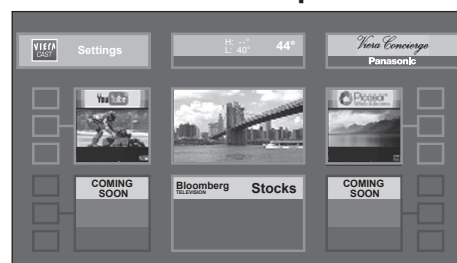 VIERA
CAST
Settings
H: --°
L: 40°
44°
Viera Concierge
Panasonic
YouTube
Picasa
COMING
SOON
Bloomberg
TELEVISION
Stocks
COMING
SOON